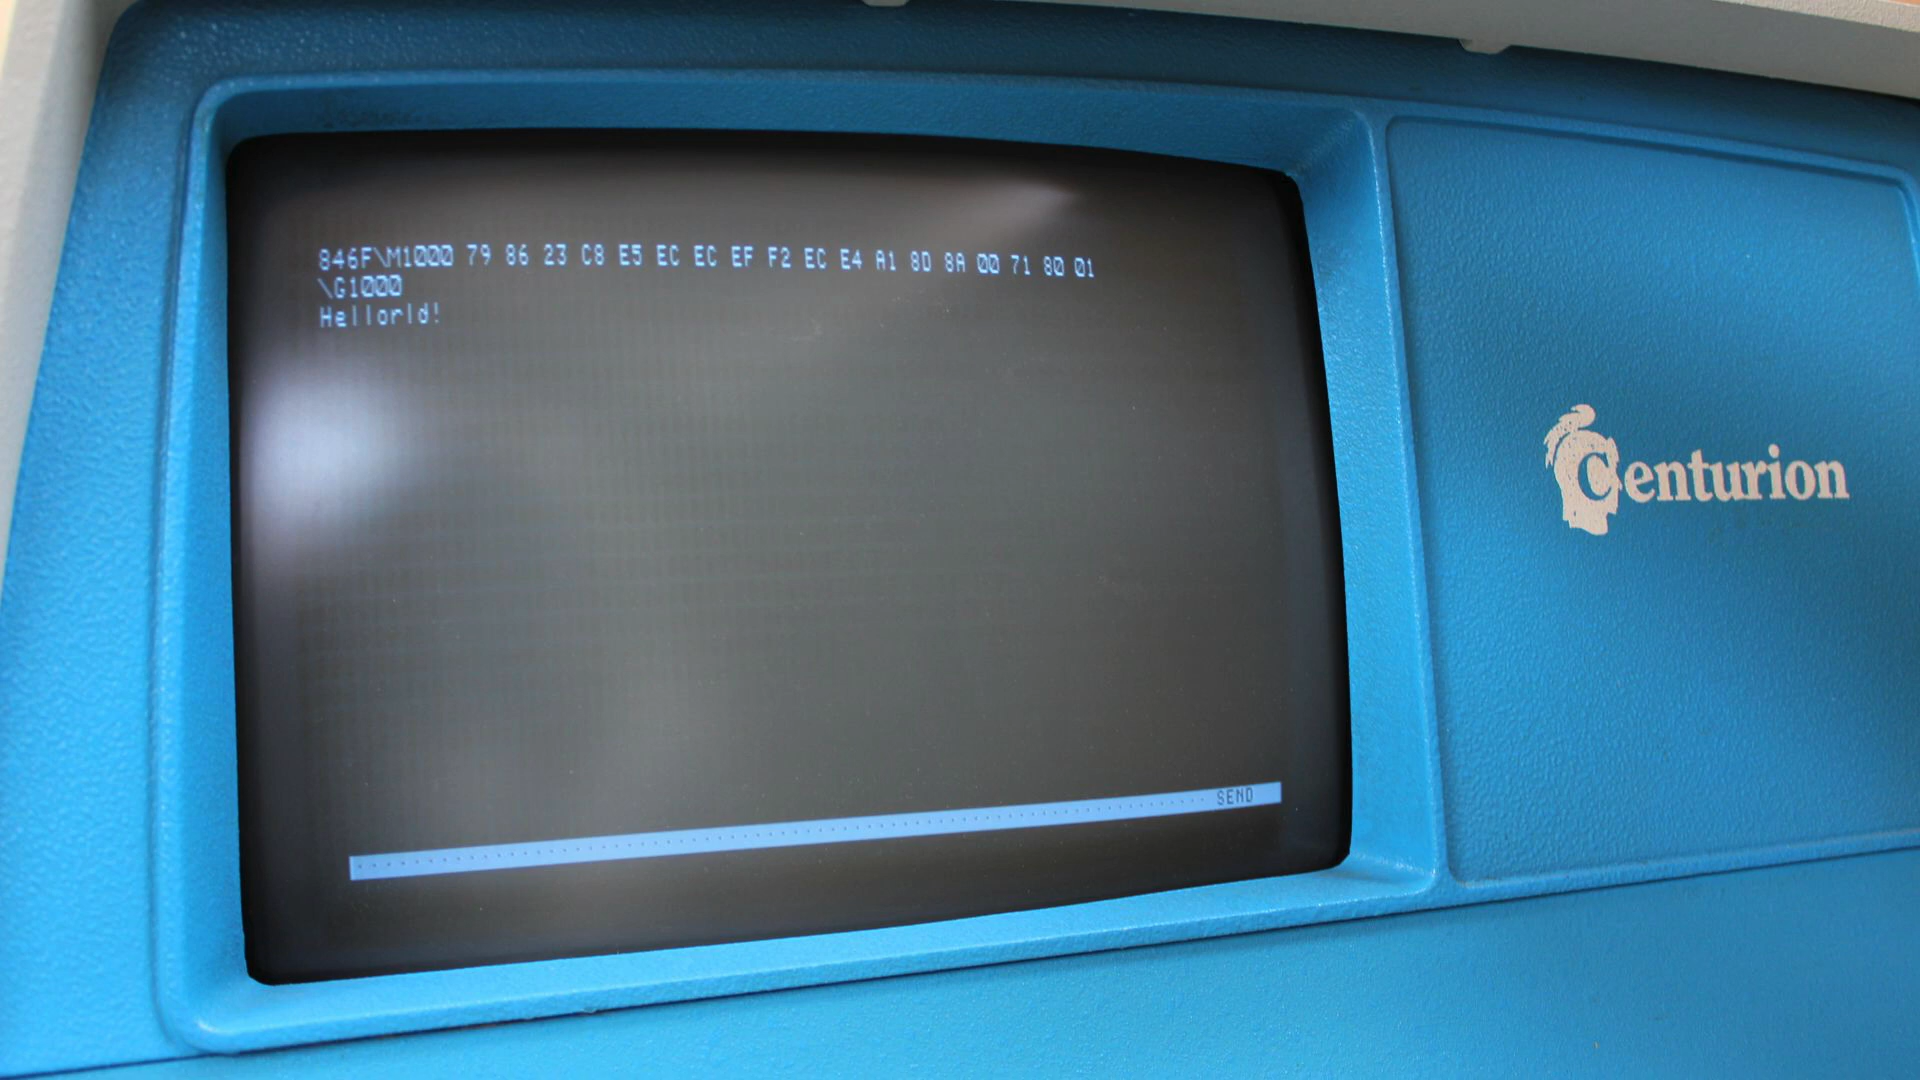 846F\M1000 79 86 23 C8 E5 EC EC EF F2 EC E4 A1 8D 8A 00 71 80 01
\G1000
Hellorld!
SEND
Centurion